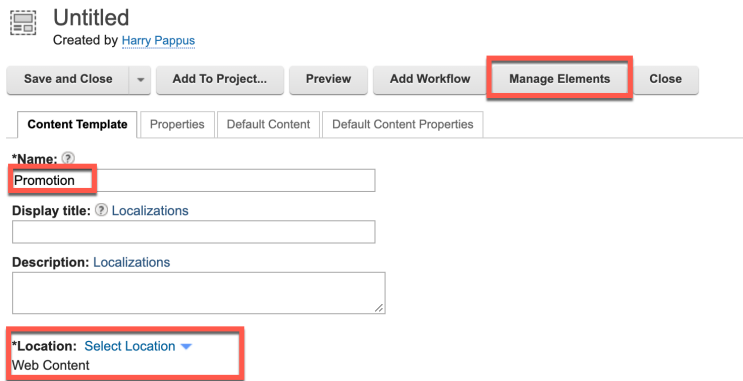 Untitled
Created by Harry Pappus
Save and Close Add To Project... Preview Add Workflow Manage Elements Close
Content Template Properties Default Content Default Content Properties
*Name: ?
Promotion
Display title: ? Localizations
Description: Localizations
*Location: Select Location
Web Content